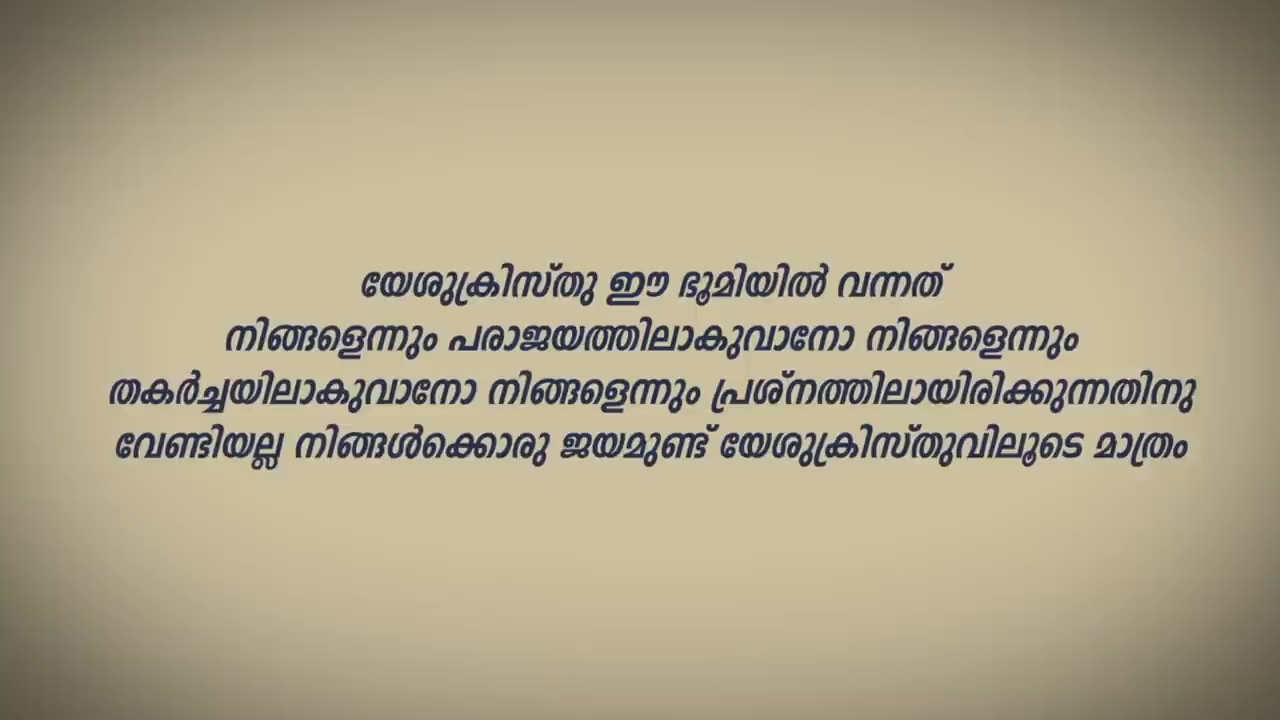 യേശുക്രിസ്തു ഈ ഭൂമിയിൽ വന്നത്
നിങ്ങളെന്നും പരാജയത്തിലാകുവാനോ നിങ്ങളെന്നും
തകർച്ചയിലാകുവാനോ നിങ്ങളെന്നും പ്രശ്നത്തിലായിരിക്കുന്നതിനു
വേണ്ടിയല്ല നിങ്ങൾക്കൊരു ജയമുണ്ട് യേശുക്രിസ്തുവിലൂടെ മാത്രം